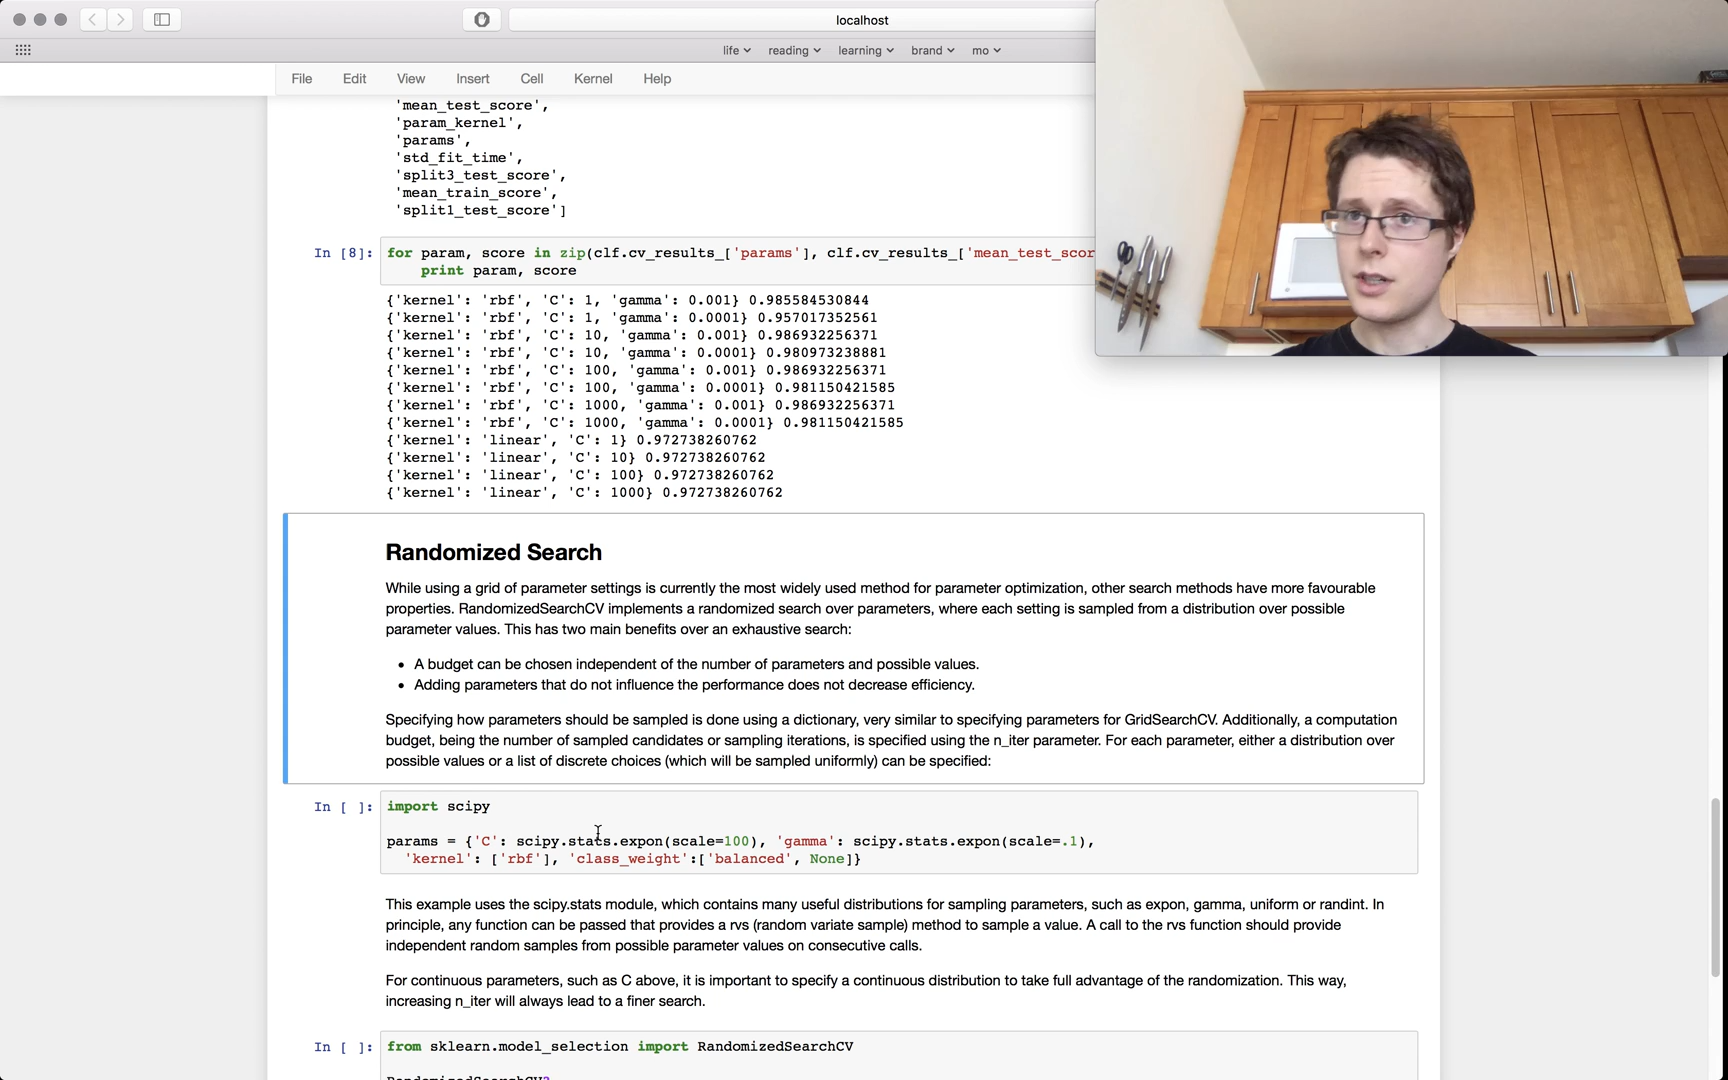 localhost
life
reading
learning
brand
mo
File Edit View Insert Cell Kernel Help
'mean_test_score',
'param_kernel',
'params',
'std_fit_time',
'split3_test_score',
'mean_train_score',
'split1_test_score']
In [8]: for param, score in zip(clf.cv_results_['params'], clf.cv_results_['mean_test_scor
print param, score
{'kernel': 'rbf', 'C': 1, 'gamma': 0.001} 0.985584530844
{'kernel': 'rbf', 'C': 1, 'gamma': 0.0001} 0.957017352561
{'kernel': 'rbf', 'C': 10, 'gamma': 0.001} 0.986932256371
{'kernel': 'rbf', 'C': 10, 'gamma': 0.0001} 0.980973238881
{'kernel': 'rbf', 'C': 100, 'gamma': 0.001} 0.986932256371
{'kernel': 'rbf', 'C': 100, 'gamma': 0.0001} 0.981150421585
{'kernel': 'rbf', 'C': 1000, 'gamma': 0.001} 0.986932256371
{'kernel': 'rbf', 'C': 1000, 'gamma': 0.0001} 0.981150421585
{'kernel': 'linear', 'C': 1} 0.972738260762
{'kernel': 'linear', 'C': 10} 0.972738260762
{'kernel': 'linear', 'C': 100} 0.972738260762
{'kernel': 'linear', 'C': 1000} 0.972738260762
Randomized Search
While using a grid of parameter settings is currently the most widely used method for parameter optimization, other search methods have more favourable
properties. RandomizedSearchCV implements a randomized search over parameters, where each setting is sampled from a distribution over possible
parameter values. This has two main benefits over an exhaustive search:
• A budget can be chosen independent of the number of parameters and possible values.
• Adding parameters that do not influence the performance does not decrease efficiency.
Specifying how parameters should be sampled is done using a dictionary, very similar to specifying parameters for GridSearchCV. Additionally, a computation
budget, being the number of sampled candidates or sampling iterations, is specified using the n_iter parameter. For each parameter, either a distribution over
possible values or a list of discrete choices (which will be sampled uniformly) can be specified:
In [ ]: import scipy
params = {'C': scipy.stats.expon(scale=100), 'gamma': scipy.stats.expon(scale=.1),
'kernel': ['rbf'], 'class_weight':['balanced', None]}
This example uses the scipy.stats module, which contains many useful distributions for sampling parameters, such as expon, gamma, uniform or randint. In
principle, any function can be passed that provides a rvs (random variate sample) method to sample a value. A call to the rvs function should provide
independent random samples from possible parameter values on consecutive calls.
For continuous parameters, such as C above, it is important to specify a continuous distribution to take full advantage of the randomization. This way,
increasing n_iter will always lead to a finer search.
In [ ]: from sklearn.model_selection import RandomizedSearchCV